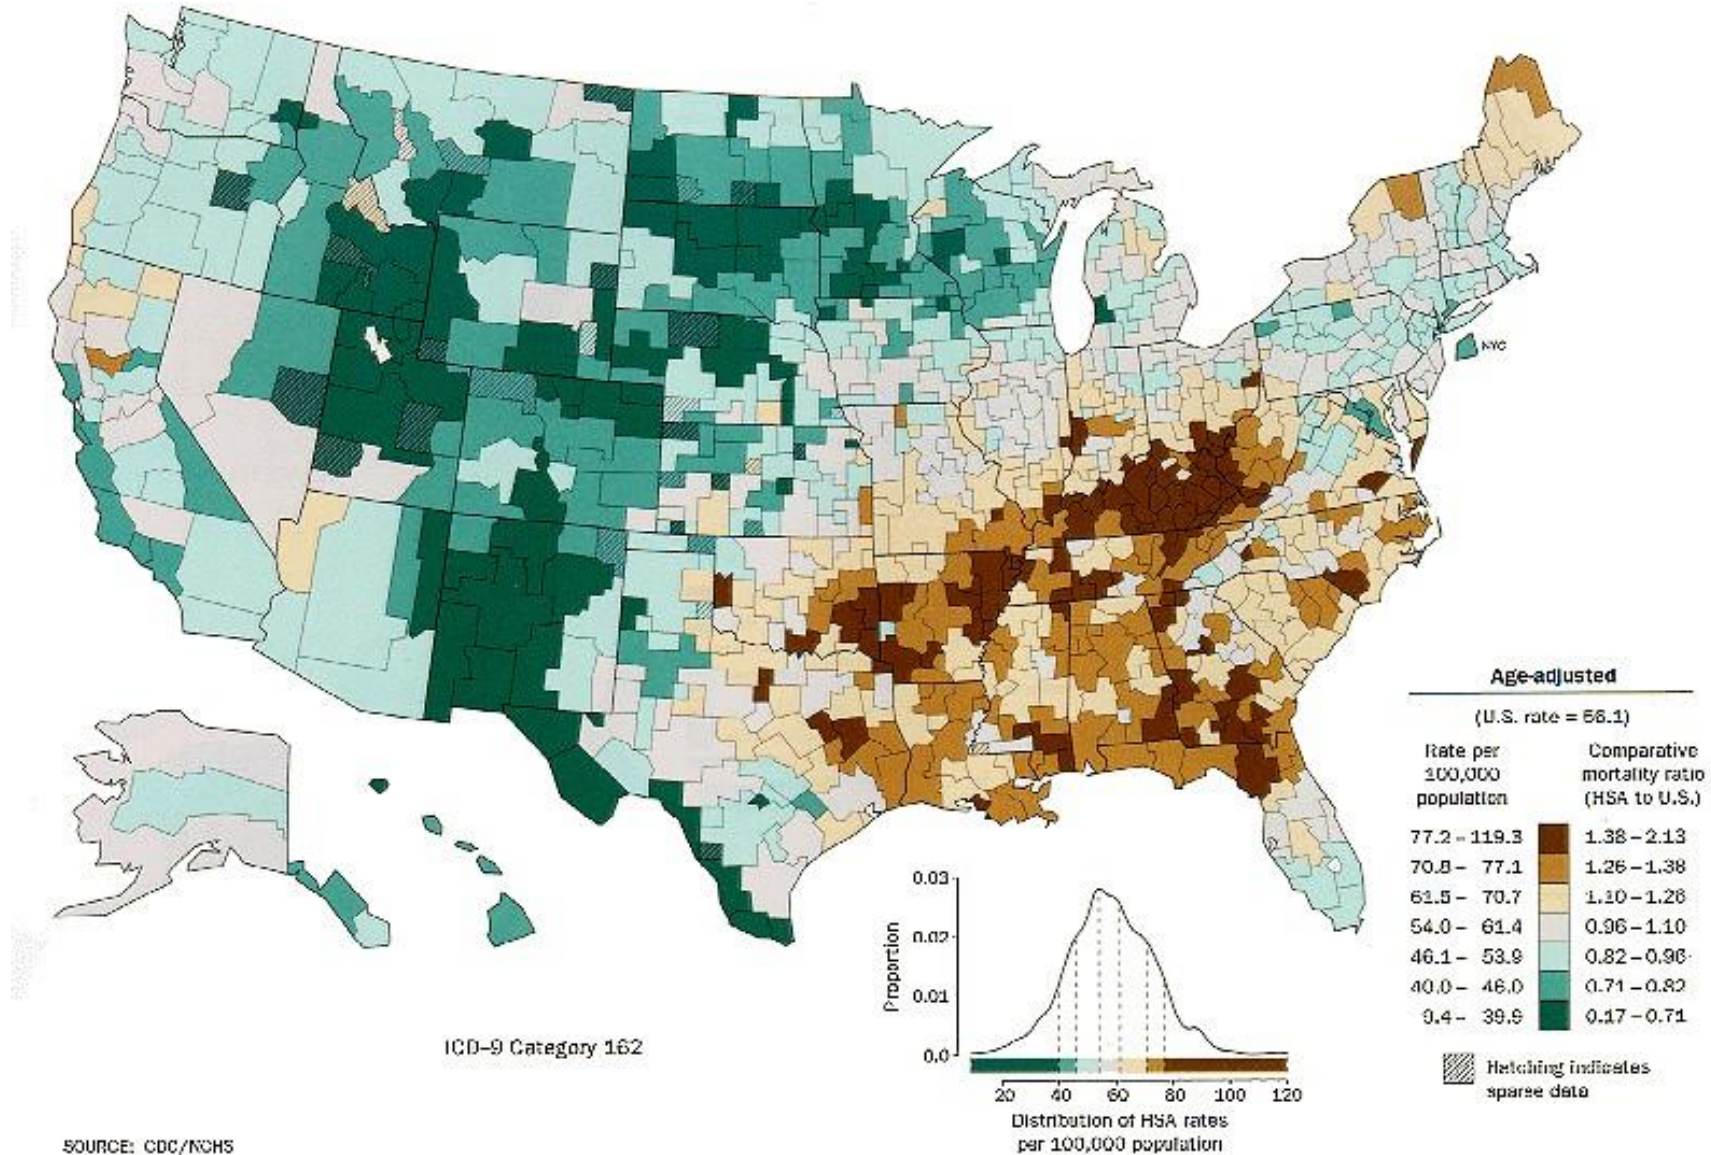 NYC
Age-adjusted
(U.S. rate = 56.1)
Rate per
100,000
population
Comparative
mortality ratio
(HSA to U.S.)
77.2 – 119.3 1.38 – 2.13
70.8 – 77.1 1.26 – 1.38
61.5 – 70.7 1.10 – 1.26
54.0 – 61.4 0.96 – 1.10
46.1 – 53.9 0.82 – 0.96
40.0 – 46.0 0.71 – 0.82
9.4 – 39.9 0.17 – 0.71
Hatching indicates
sparse data
0.03
0.02
0.01
0.0
Proportion
20 40 60 80 100 120
Distribution of HSA rates
per 100,000 population
ICD–9 Category 162
SOURCE: CDC/NCHS